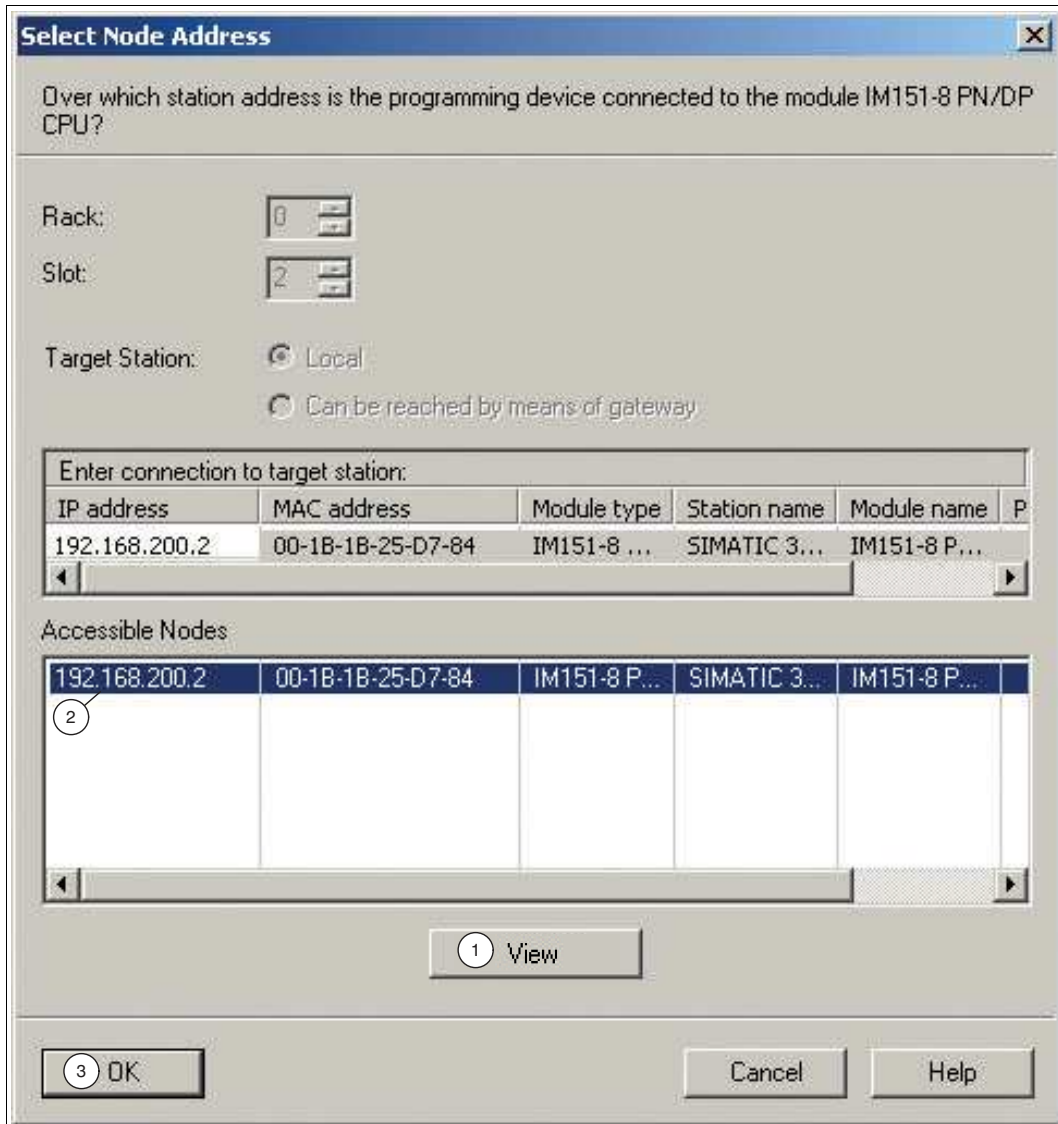 Select Node Address
Over which station address is the programming device connected to the module IM151-8 PN/DP
CPU?
Rack: 0
Slot: 2
Target Station: Local
Can be reached by means of gateway
Enter connection to target station:
IP address MAC address Module type Station name Module name P
192.168.200.2 00-1B-1B-25-D7-84 IM151-8 ... SIMATIC 3... IM151-8 P...
Accessible Nodes
192.168.200.2 00-1B-1B-25-D7-84 IM151-8 P... SIMATIC 3... IM151-8 P...
2
1 View
3 OK Cancel Help